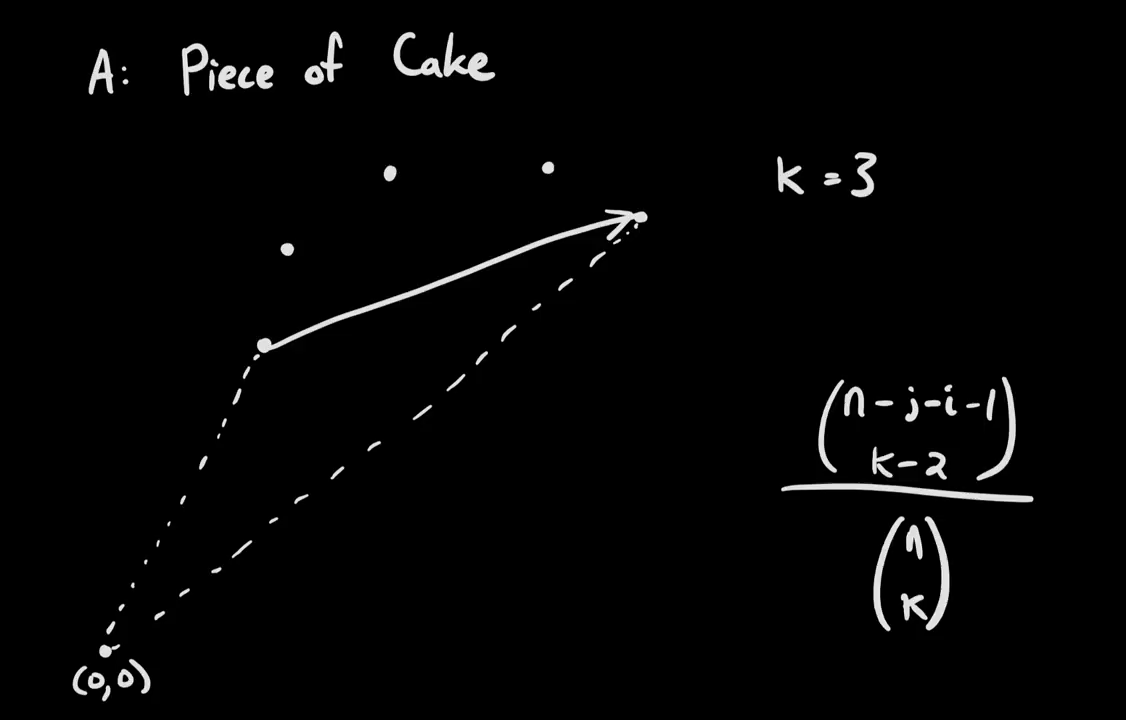 A: Piece of Cake
k = 3
(n - j - i - 1)
(k - 2)
(n)
(k)
(0,0)